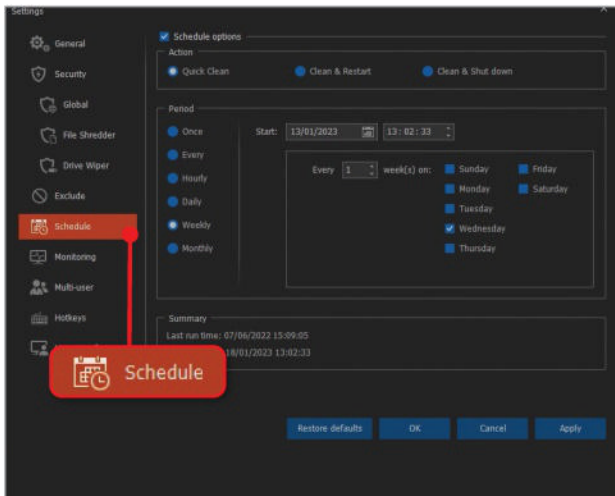 Settings
General
Security
Global
File Shredder
Drive Wiper
Exclude
Schedule
Monitoring
Multi-user
Hotkeys
Schedule
Schedule options
Action
Quick Clean Clean & Restart Clean & Shut down
Period
Once
Every
Hourly
Daily
Weekly
Monthly
Start: 13/01/2023 13:02:33
Every 1 week(s) on:
Sunday Friday
Monday Saturday
Tuesday
Wednesday
Thursday
Summary
Last run time: 07/06/2022 15:09:05
18/01/2023 13:02:33
Restore defaults OK Cancel Apply